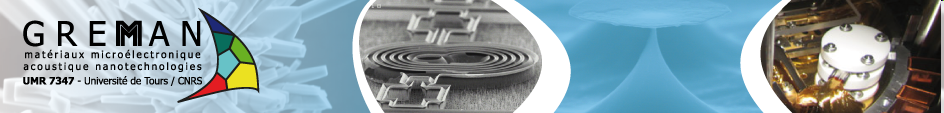 GREMAN
matériaux microélectronique
acoustique nanotechnologies
UMR 7347 - Université de Tours / CNRS